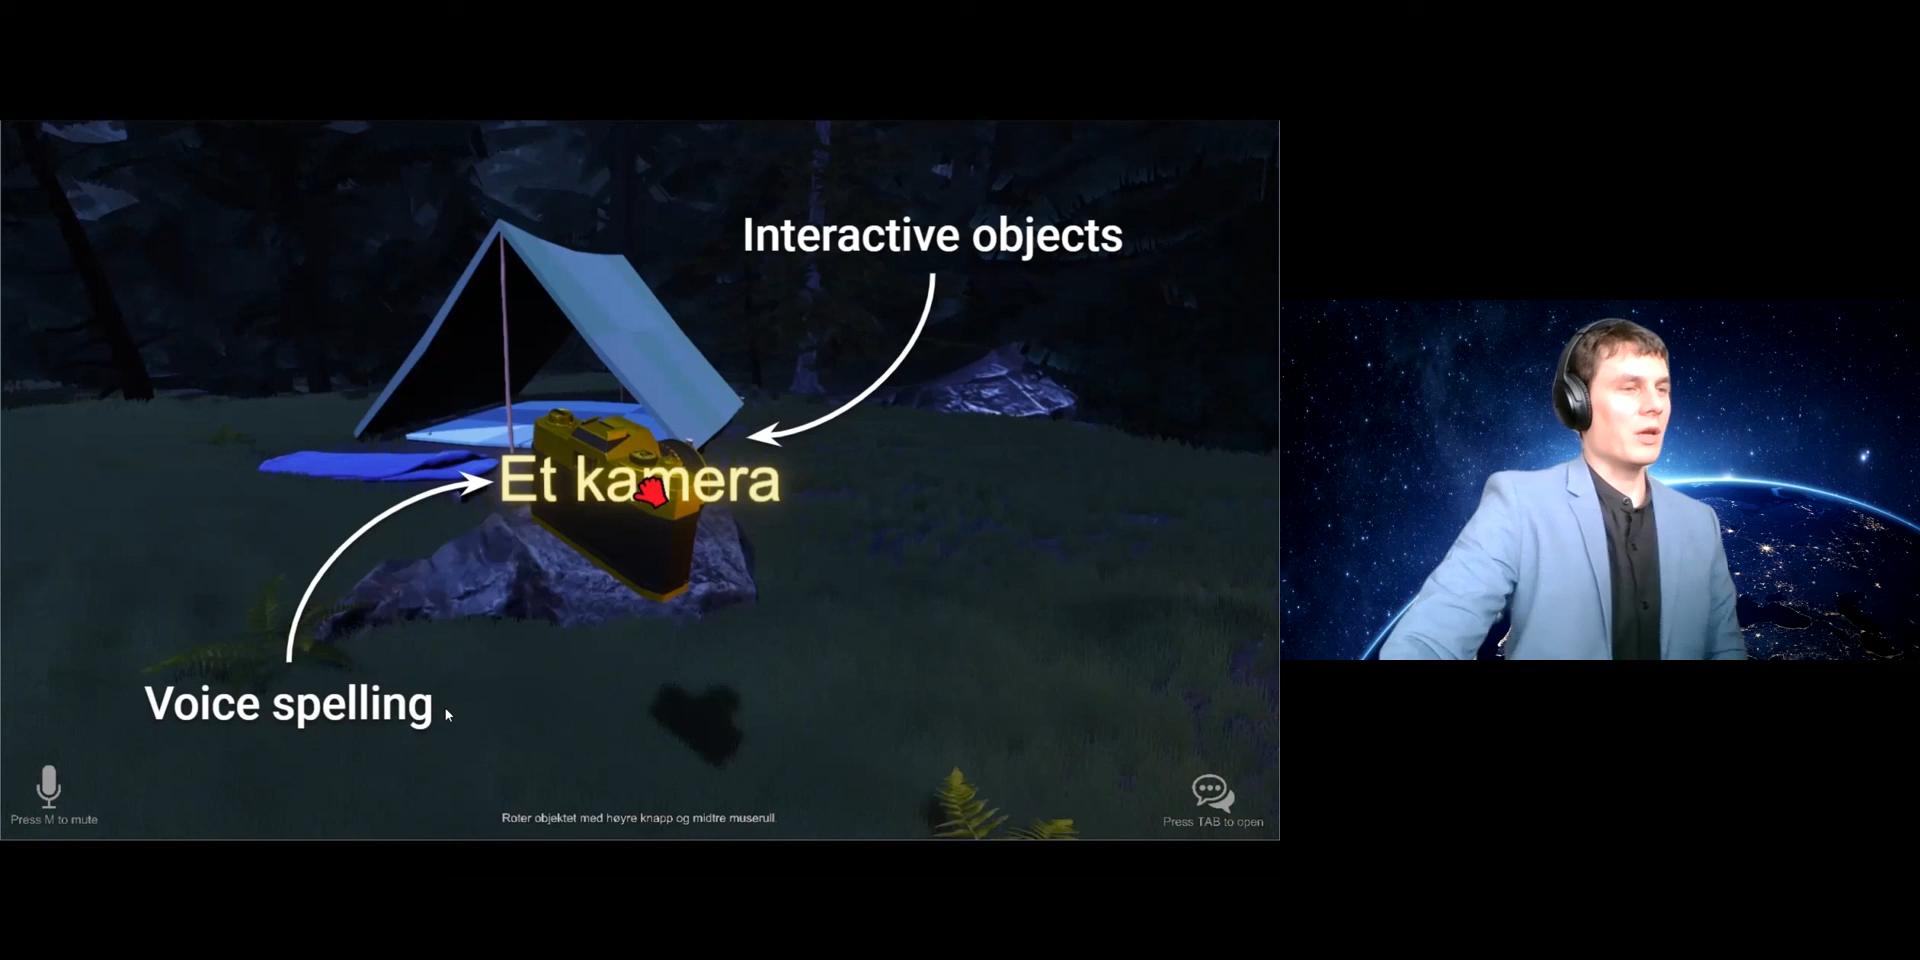 Interactive objects
Et kamera
Voice spelling
Press M to mute
Roter objektet med høyre knapp og midtre muserull.
Press TAB to open